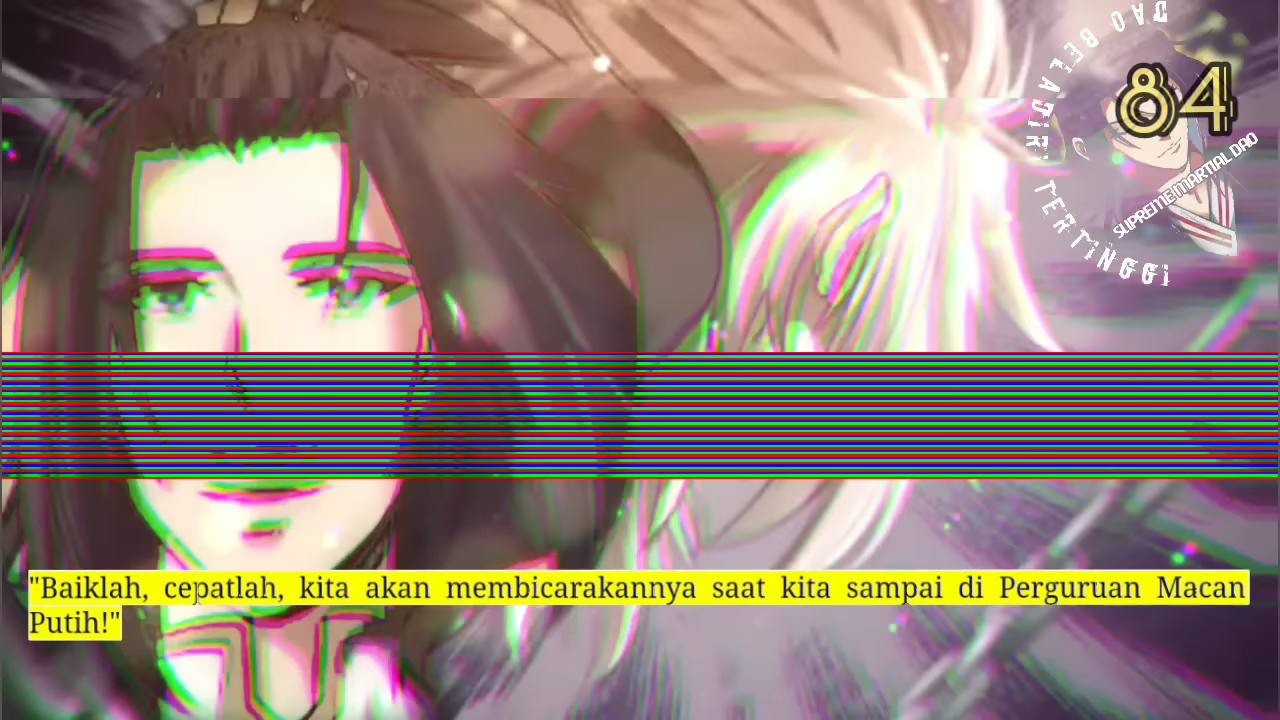 DAO BELADIRI TERTINGGI
84
SUPREME MARTIAL DAO
"Baiklah, cepatlah, kita akan membicarakannya saat kita sampai di Perguruan Macan
Putih!"